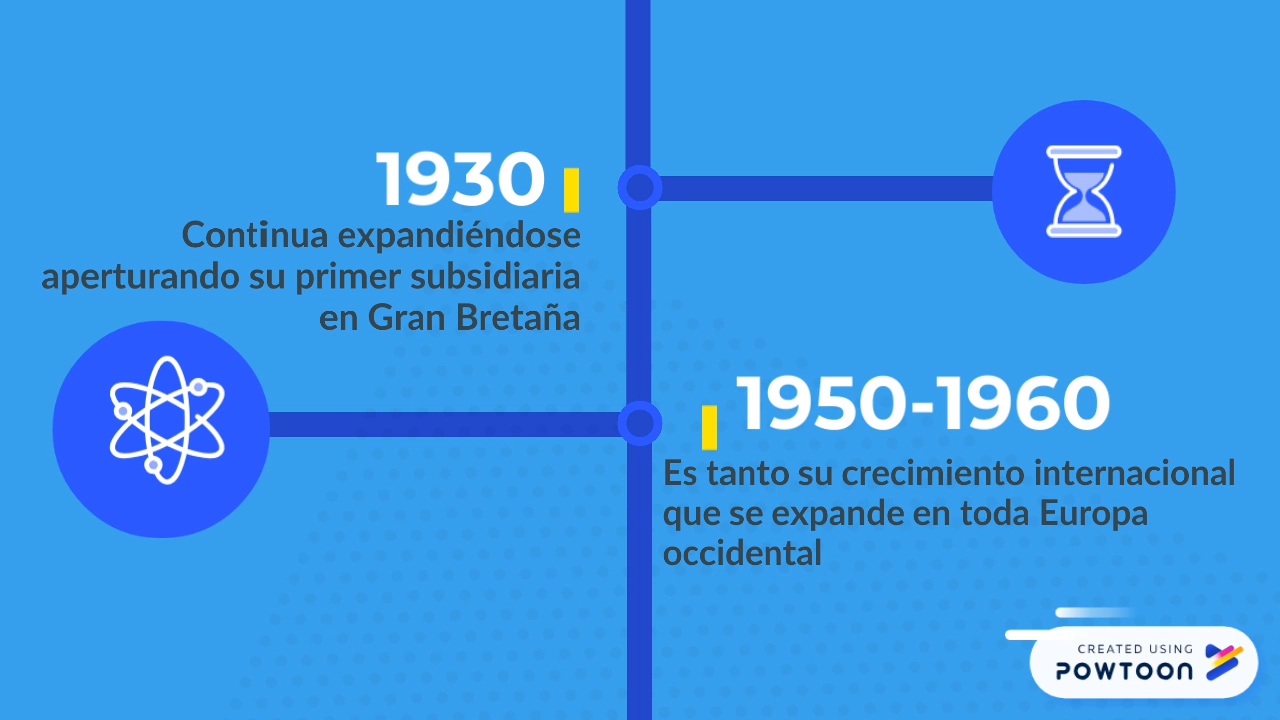 1930
Continua expandiéndose
aperturando su primer subsidiaria
en Gran Bretaña
1950-1960
Es tanto su crecimiento internacional
que se expande en toda Europa
occidental
CREATED USING
POWTOON